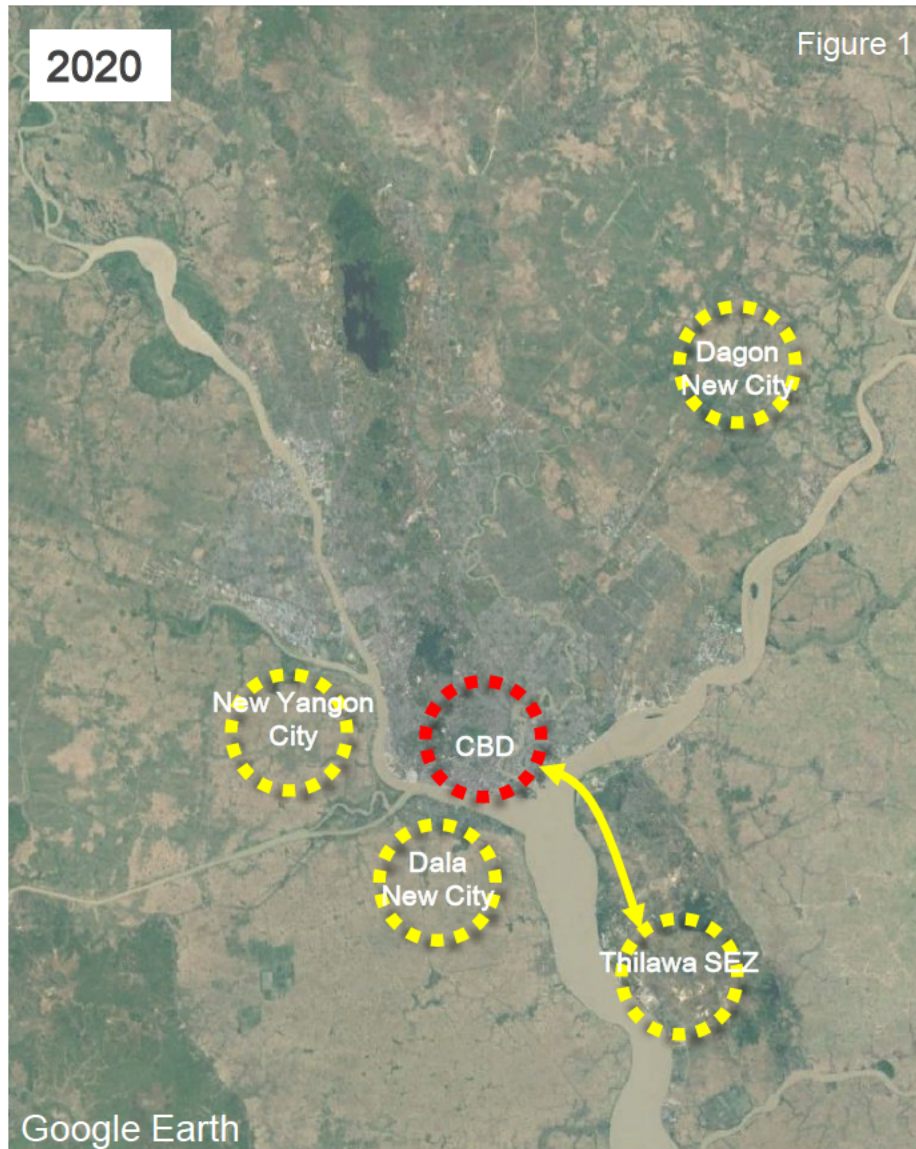 2020
Figure 1
Dagon
New City
New Yangon
City
CBD
Dala
New City
Thilawa SEZ
Google Earth